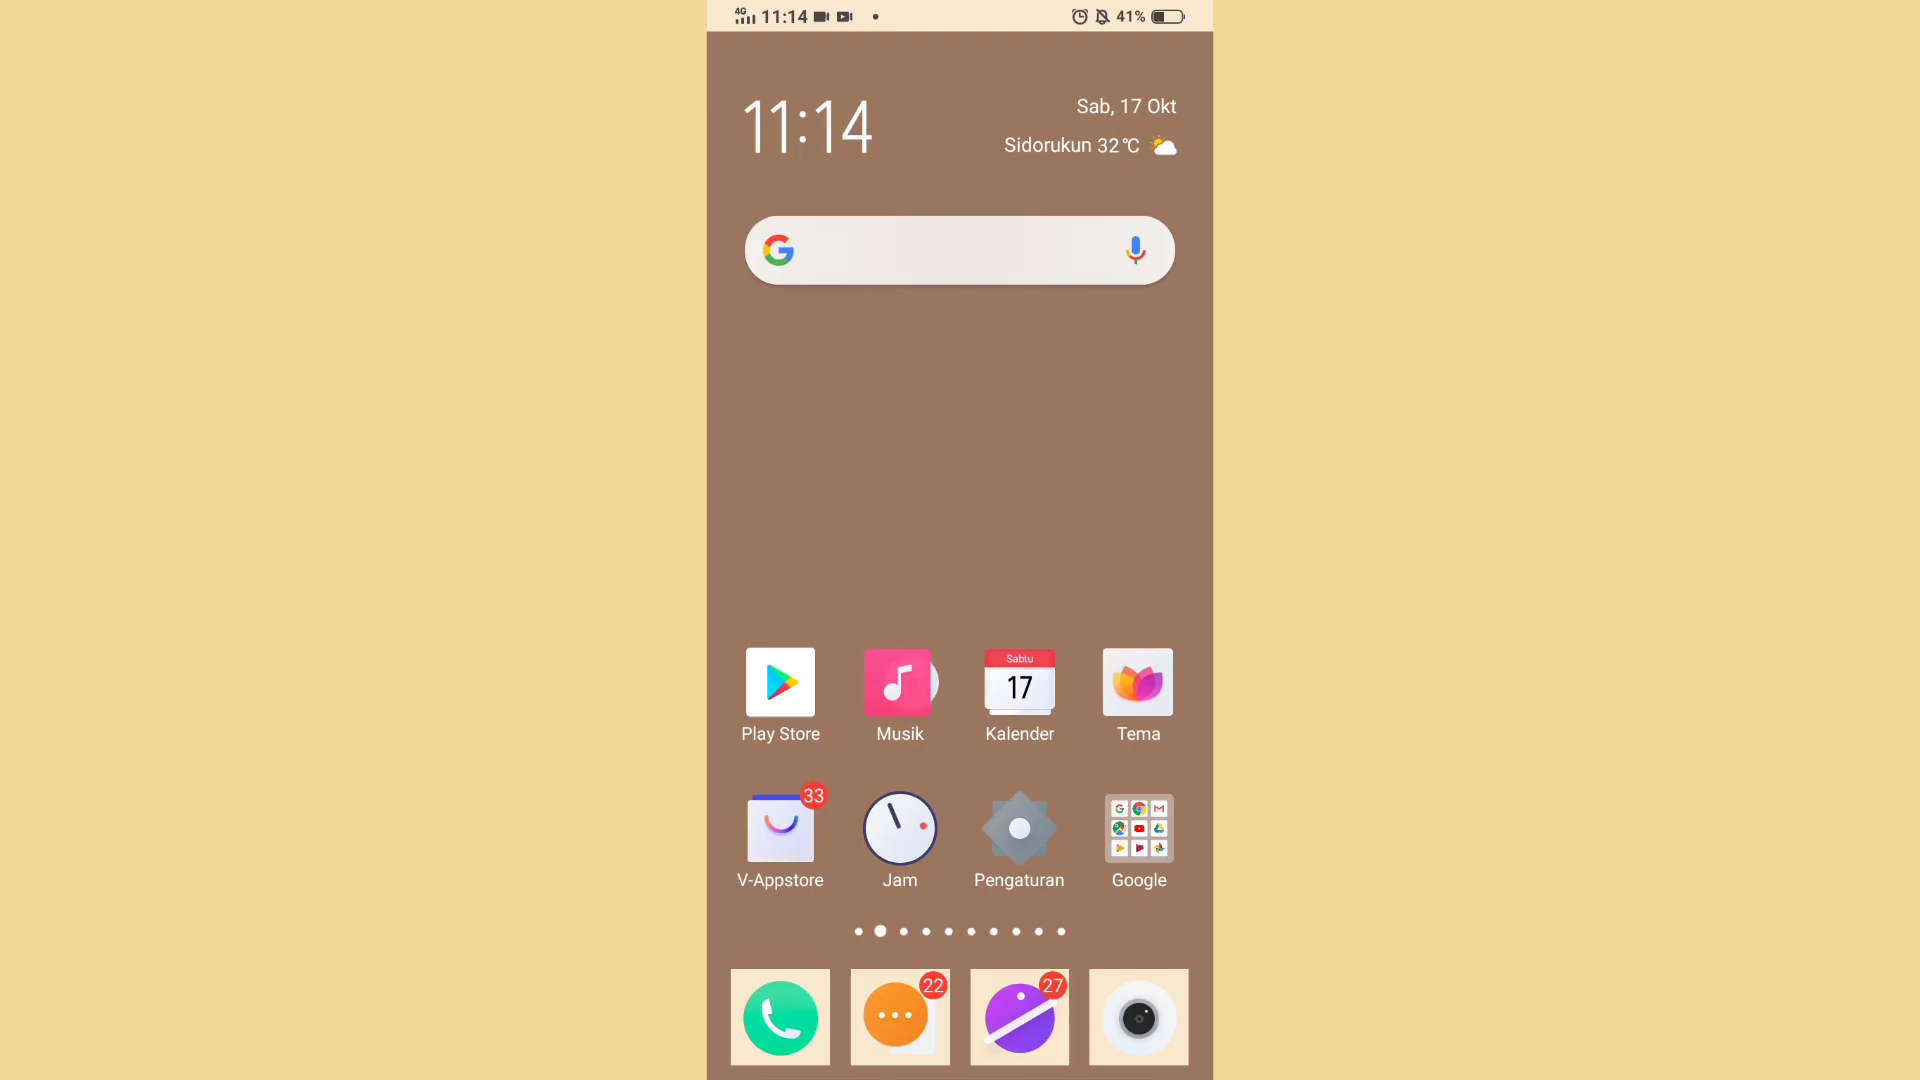 4G 11:14 41%
11:14
Sab, 17 Okt
Sidorukun 32℃
Sabtu
17
Play Store Musik Kalender Tema
33
V-Appstore Jam Pengaturan Google
22 27